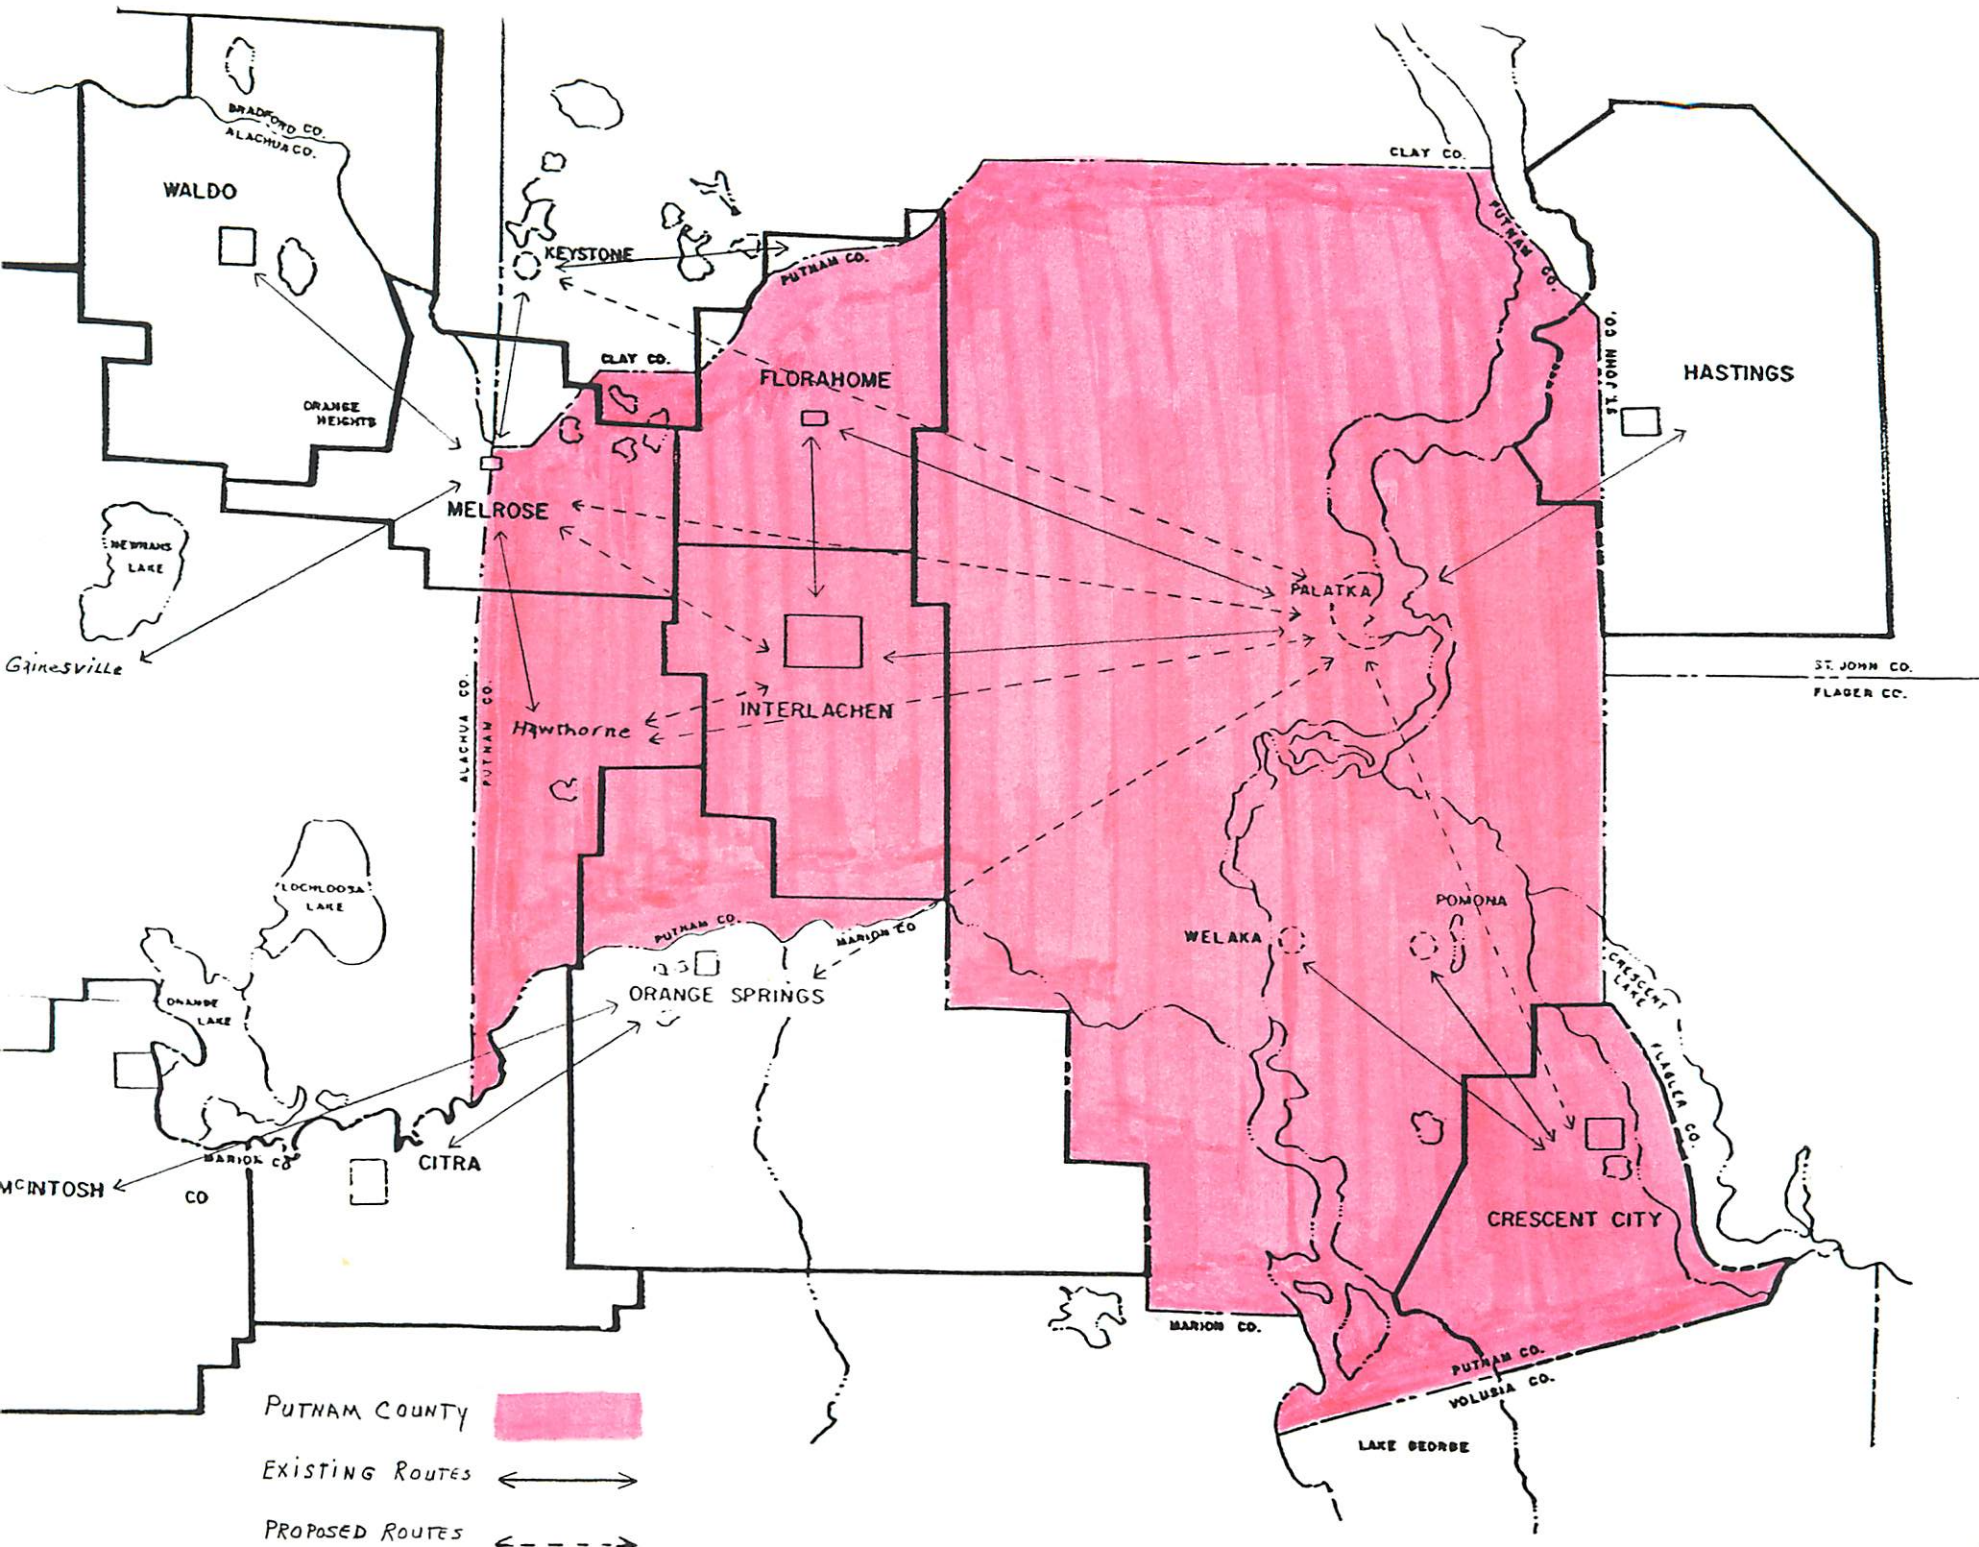 BRADFORD CO.
ALACHUA CO.
CLAY CO.
WALDO
PUTNAM CO.
KEYSTONE
PUTNAM CO.
ST. JOHN CO.
CLAY CO.
HASTINGS
FLORAHOME
ORANGE
HEIGHTS
MELROSE
NEWNANS
LAKE
PALATKA
Gainesville
ST. JOHN CO.
FLAGER CO.
ALACHUA CO.
PUTNAM CO.
INTERLACHEN
Hawthorne
LOCHLOOSA
LAKE
POMONA
PUTNAM CO.
MARION CO
WELAKA
CRESCENT
LAKE
ORANGE SPRINGS
ORANGE
LAKE
FLAGLER CO.
MARION CO
CITRA
MCINTOSH
CO
CRESCENT CITY
MARION CO.
PUTNAM CO.
VOLUSIA CO.
LAKE GEORGE
PUTNAM COUNTY
EXISTING ROUTES
PROPOSED ROUTES